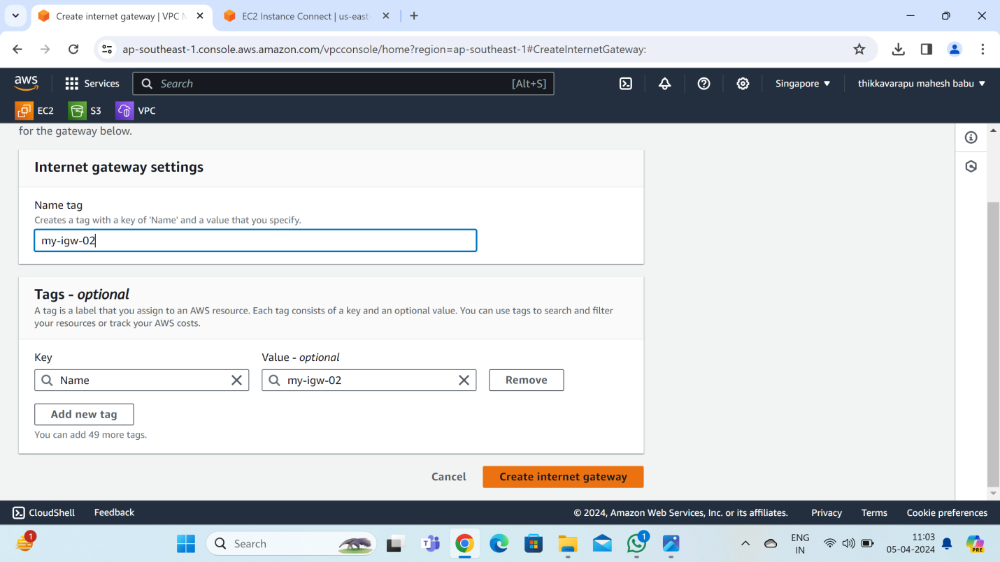 Create internet gateway | VPC M
EC2 Instance Connect | us-east-
ap-southeast-1.console.aws.amazon.com/vpcconsole/home?region=ap-southeast-1#CreateInternetGateway:
aws
Services
Search
[Alt+S]
Singapore
thikkavarapu mahesh babu
EC2
S3
VPC
for the gateway below.
Internet gateway settings
Name tag
Creates a tag with a key of 'Name' and a value that you specify.
my-igw-02
Tags - optional
A tag is a label that you assign to an AWS resource. Each tag consists of a key and an optional value. You can use tags to search and filter
your resources or track your AWS costs.
Key
Value - optional
Name
my-igw-02
Remove
Add new tag
You can add 49 more tags.
Cancel
Create internet gateway
CloudShell
Feedback
© 2024, Amazon Web Services, Inc. or its affiliates.
Privacy
Terms
Cookie preferences
1
Search
1
ENG
IN
11:03
05-04-2024
PRE